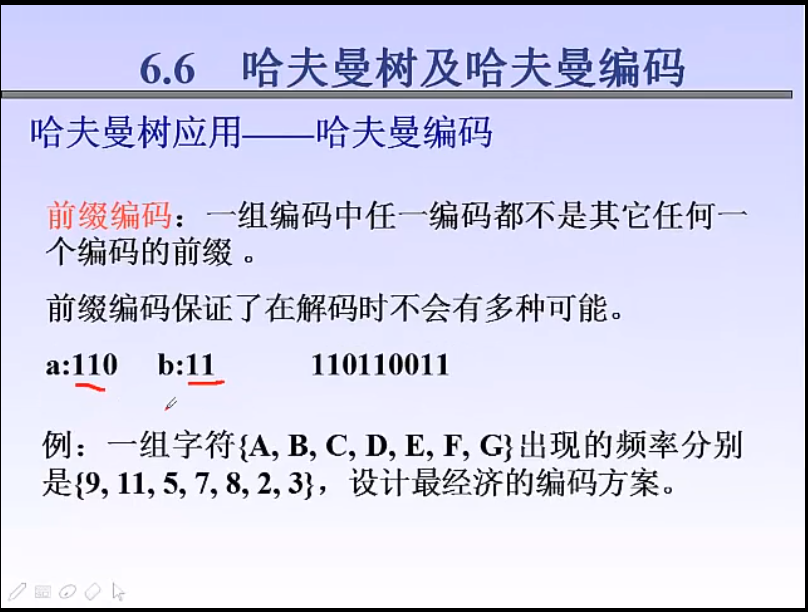 6.6 哈夫曼树及哈夫曼编码
哈夫曼树应用——哈夫曼编码
前缀编码：一组编码中任一编码都不是其它任何一
个编码的前缀 。
前缀编码保证了在解码时不会有多种可能。
a:110 b:11 110110011
例：一组字符{A, B, C, D, E, F, G}出现的频率分别
是{9, 11, 5, 7, 8, 2, 3}，设计最经济的编码方案。